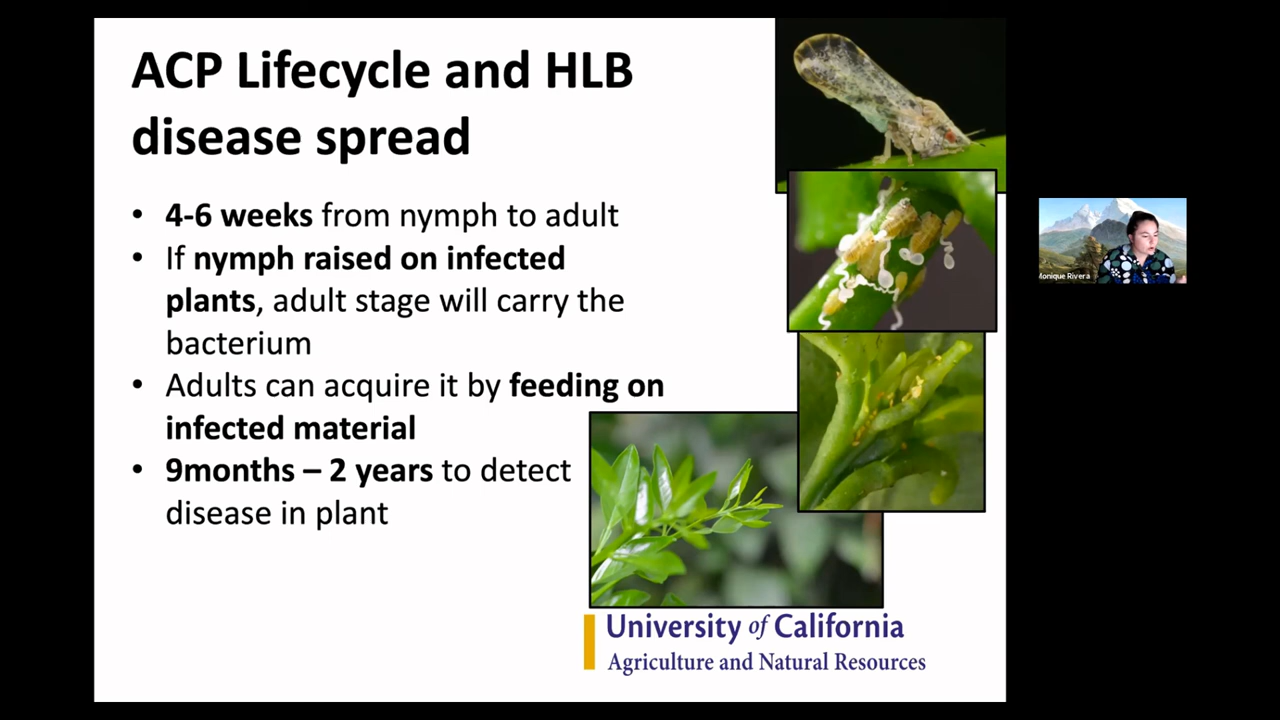 ACP Lifecycle and HLB
disease spread
• 4-6 weeks from nymph to adult
• If nymph raised on infected
plants, adult stage will carry the
bacterium
• Adults can acquire it by feeding on
infected material
• 9months – 2 years to detect
disease in plant
University of California
Agriculture and Natural Resources
Monique Rivera